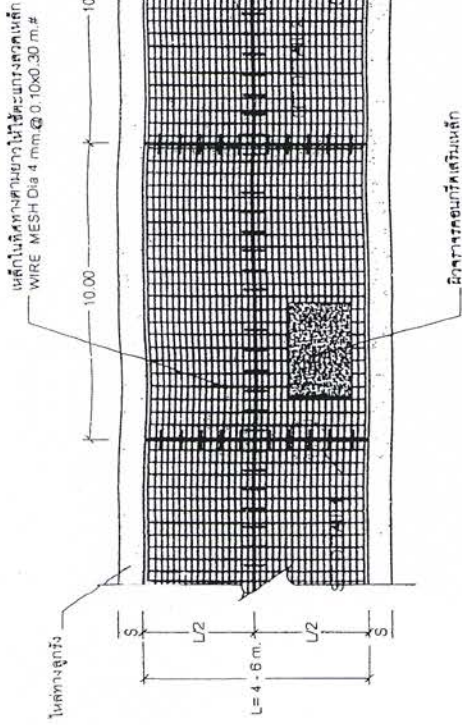 เหล็กในทิศทางตามยาวให้ใช้ตะแกรงลวดเหล็ก
WIRE MESH Dia 4 mm.@ 0.10x0.30 m.#
10.00
10
ไหล่ทางลูกรัง
S
L/2
L = 4 - 6 m.
L/2
S
ผิวจราจรคอนกรีตเสริมเหล็ก